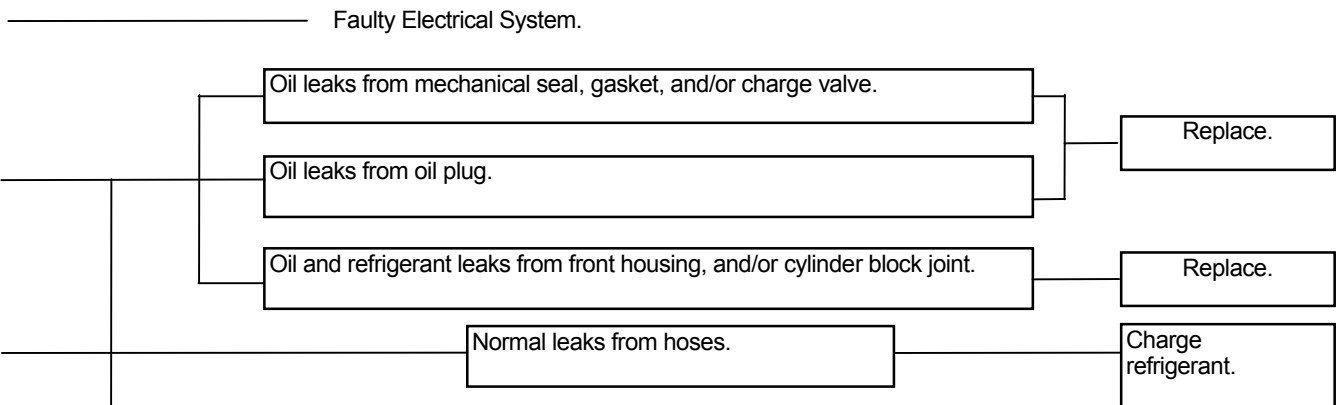 Faulty Electrical System.
Oil leaks from mechanical seal, gasket, and/or charge valve.
Replace.
Oil leaks from oil plug.
Oil and refrigerant leaks from front housing, and/or cylinder block joint.
Replace.
Normal leaks from hoses.
Charge
refrigerant.